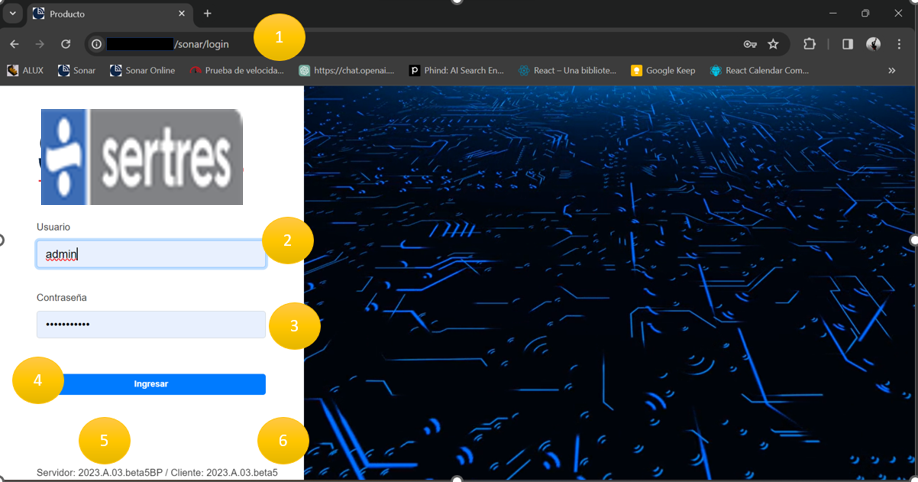 Producto
/sonar/login
1
ALUX Sonar Sonar Online Prueba de velocida... https://chat.openai.... Phind: AI Search En... React – Una bibliote... Google Keep React Calendar Com... »
sertres
Usuario
admin
2
Contraseña
•••••••••••
3
4
Ingresar
5
6
Servidor: 2023.A.03.beta5BP / Cliente: 2023.A.03.beta5